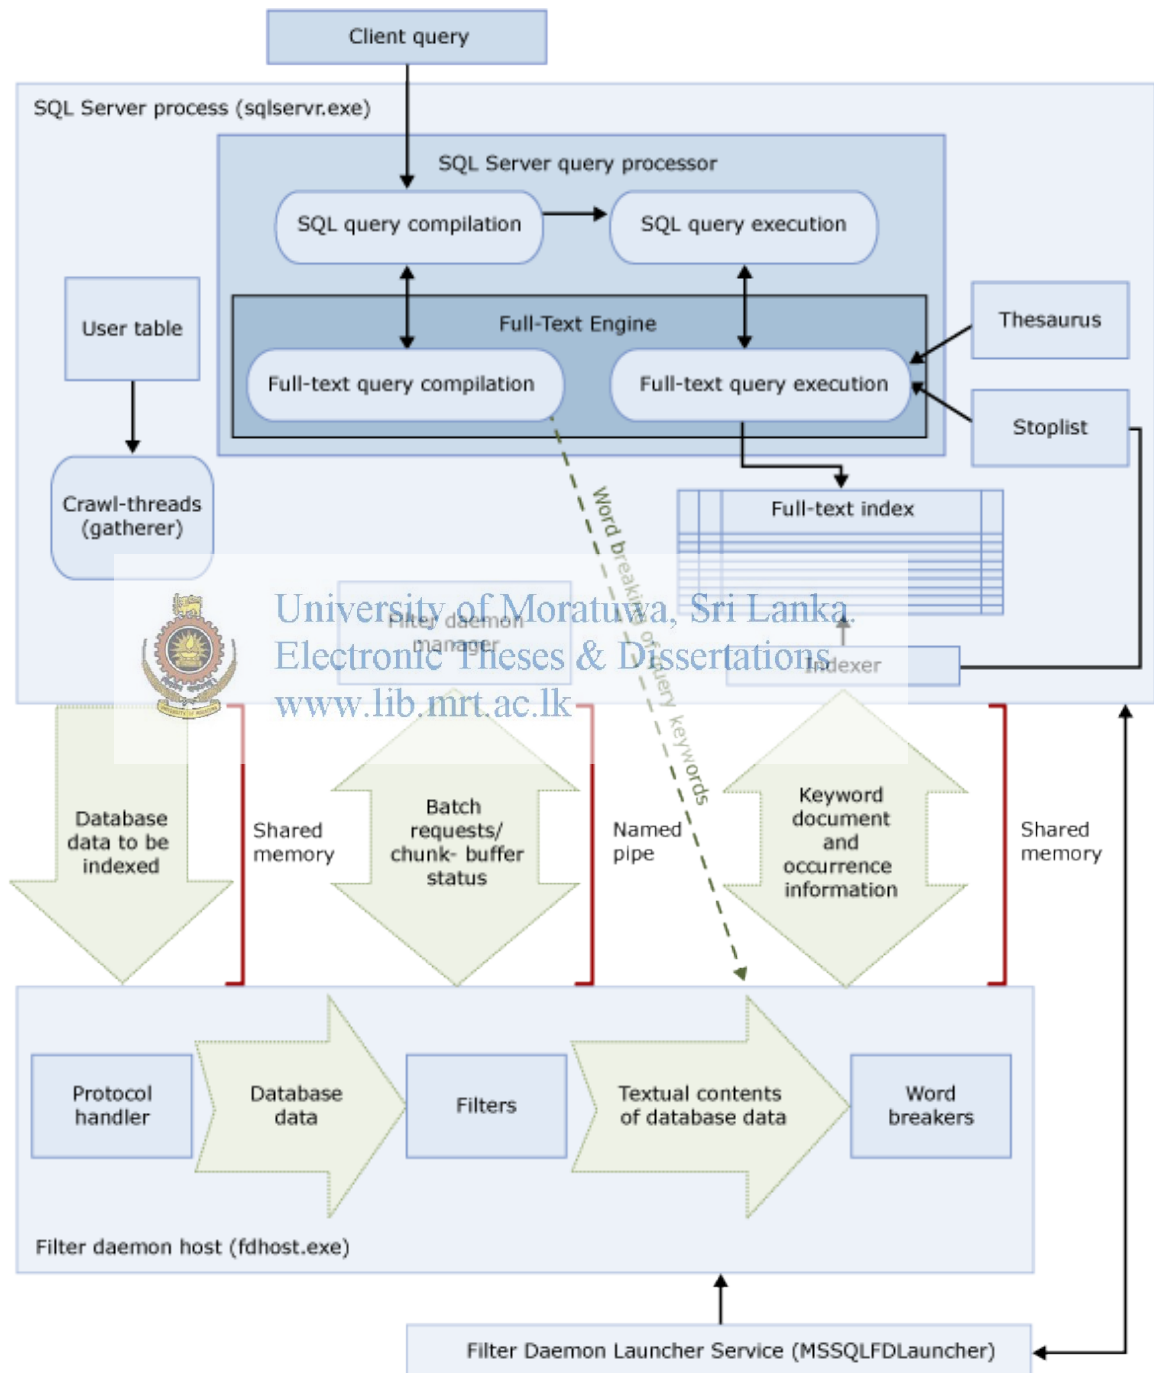 Client query
SQL Server process (sqlservr.exe)
SQL Server query processor
SQL query compilation
SQL query execution
User table
Full-Text Engine
Thesaurus
Full-text query compilation
Full-text query execution
Stoplist
Crawl-threads
(gatherer)
Word breaking of query keywords
Full-text index
University of Moratuwa, Sri Lanka.
Electronic Theses & Dissertations
www.lib.mrt.ac.lk
Filter daemon
manager
Indexer
Database
data to be
indexed
Shared
memory
Batch
requests/
chunk- buffer
status
Named
pipe
Keyword
document
and
occurrence
information
Shared
memory
Protocol
handler
Database
data
Filters
Textual contents
of database data
Word
breakers
Filter daemon host (fdhost.exe)
Filter Daemon Launcher Service (MSSQLFDLauncher)